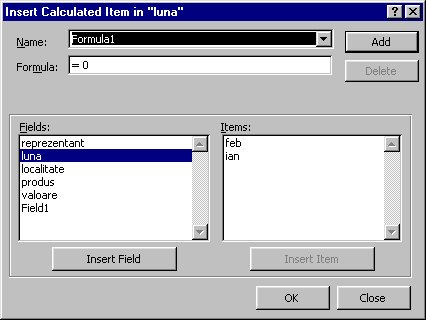 Insert Calculated Item in "luna"
Name: Formula1 Add
Formula: = 0 Delete
Fields: Items:
reprezentant feb
luna ian
localitate
produs
valoare
Field1
Insert Field Insert Item
OK Close